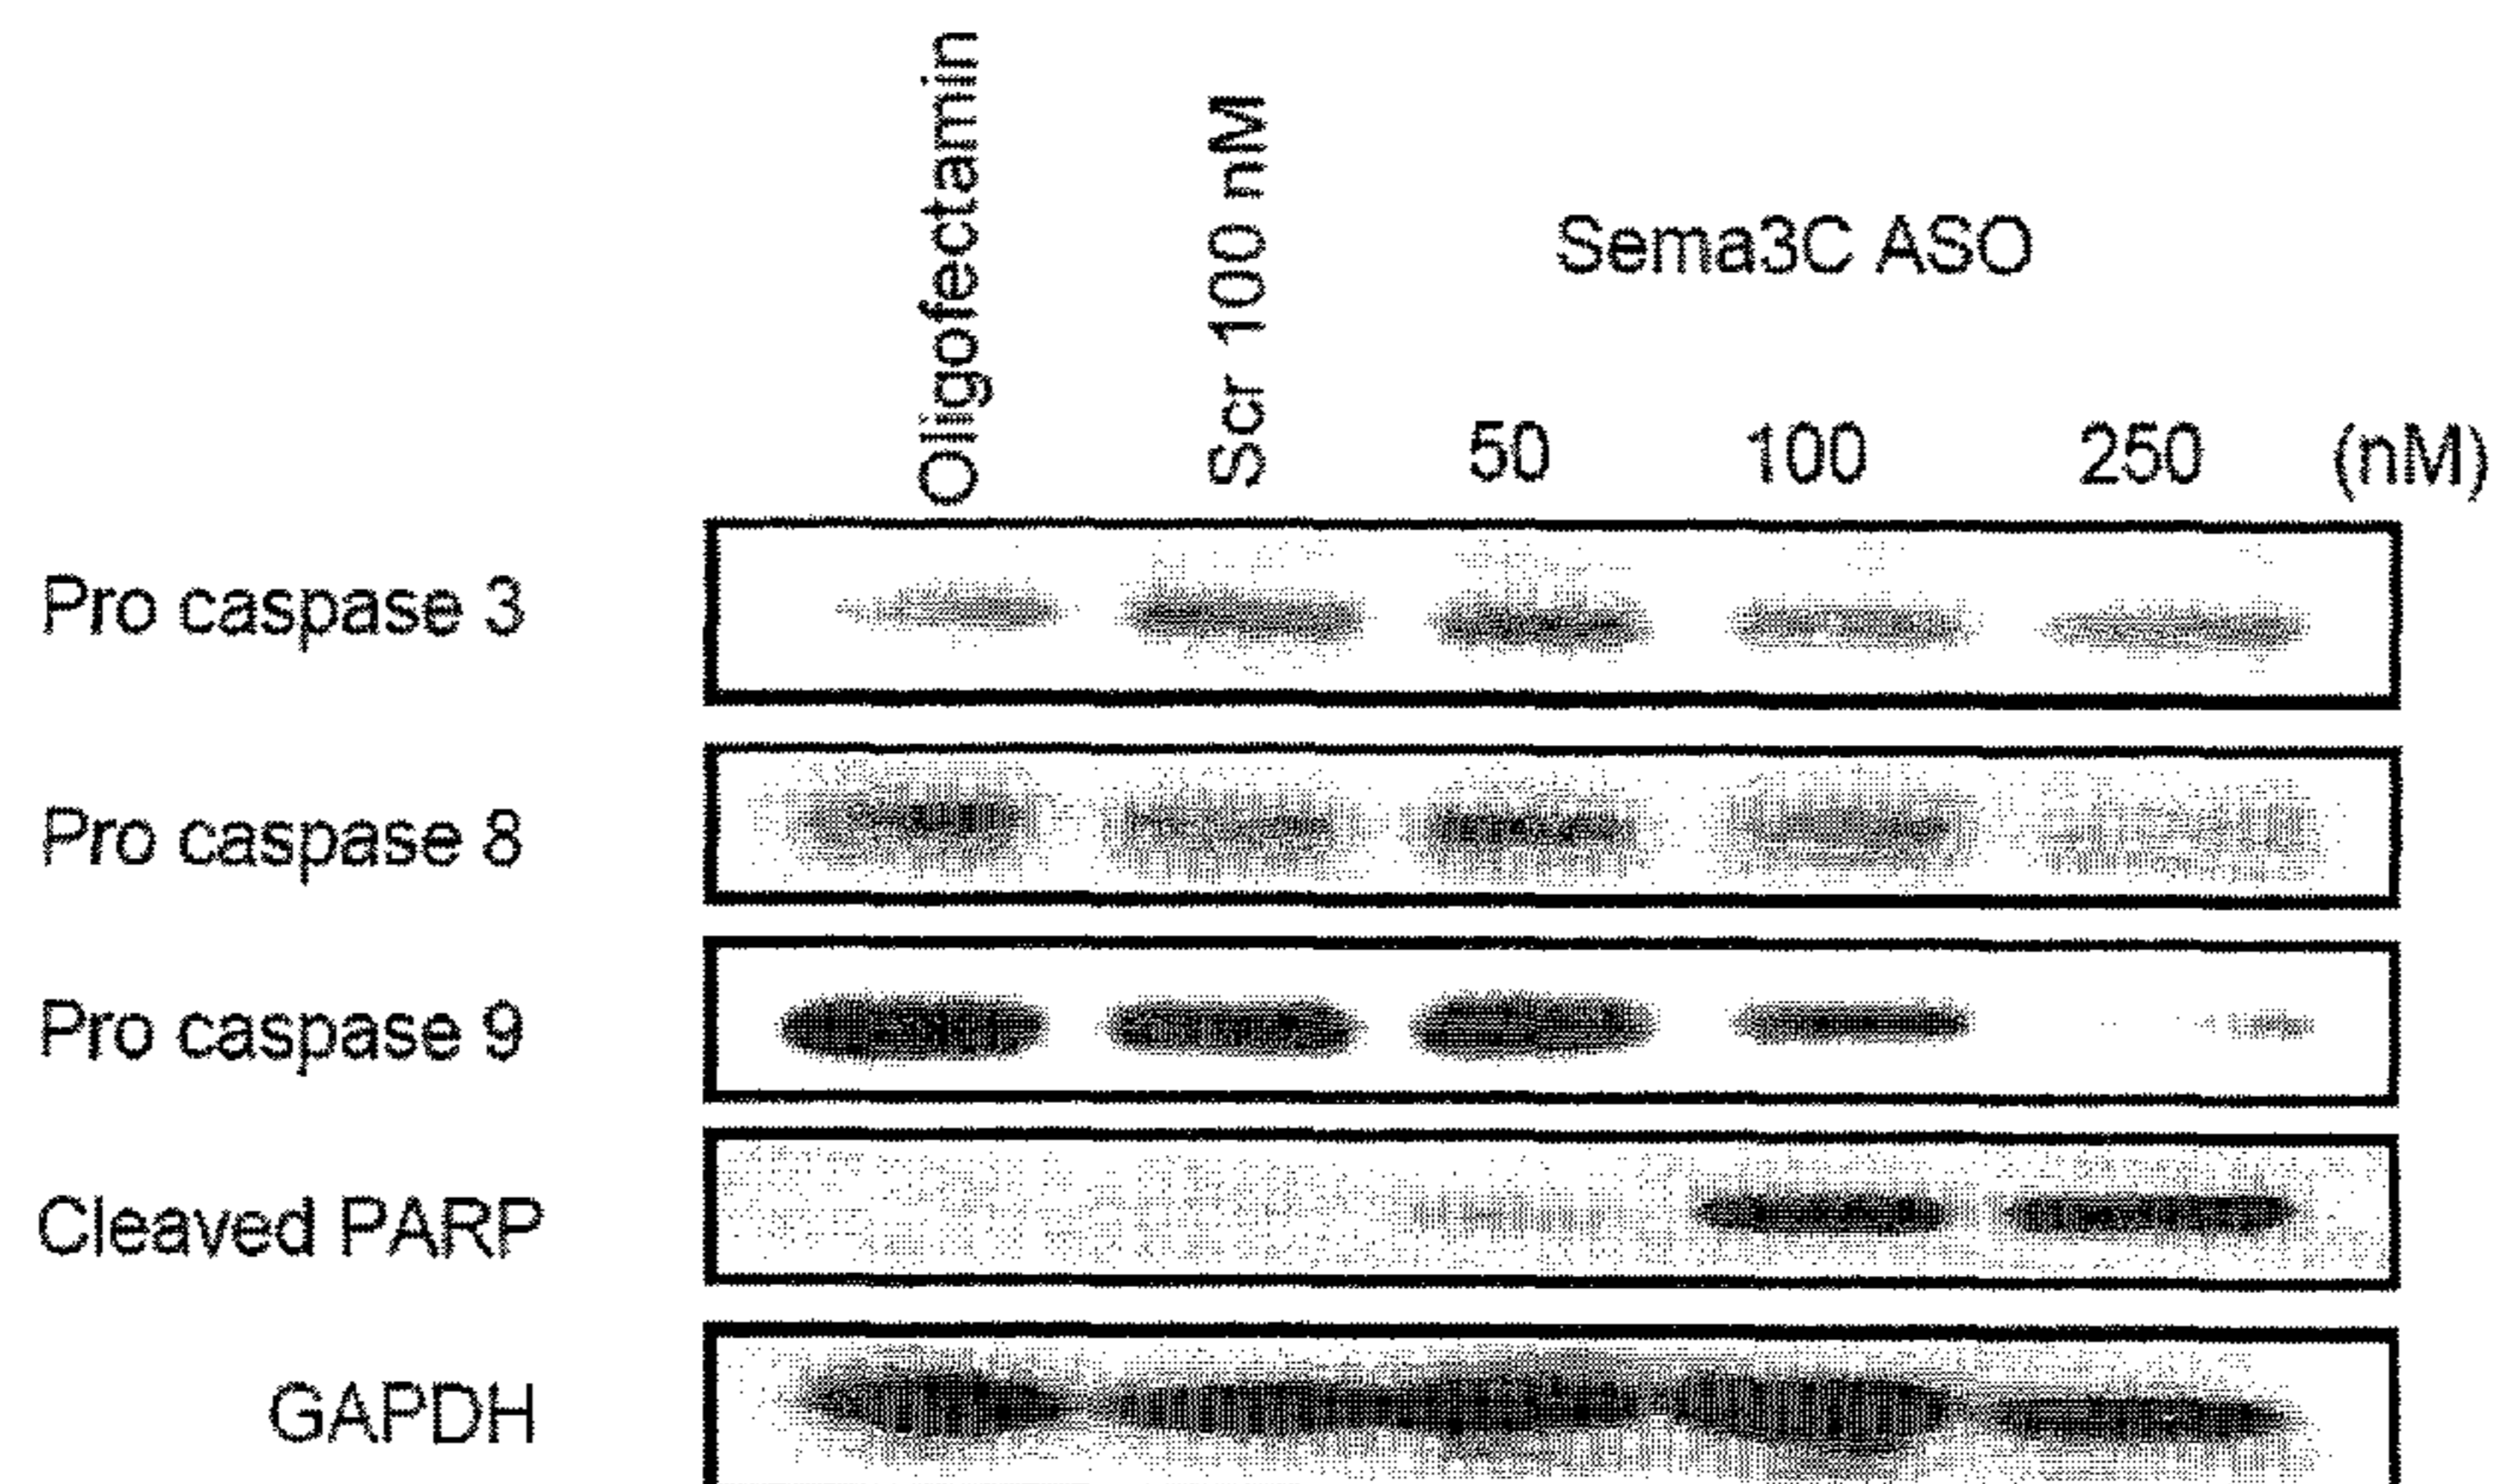 Oligofectamin
Scr 100 nM
Sema3C ASO
50 100 250 (nM)
Pro caspase 3
Pro caspase 8
Pro caspase 9
Cleaved PARP
GAPDH